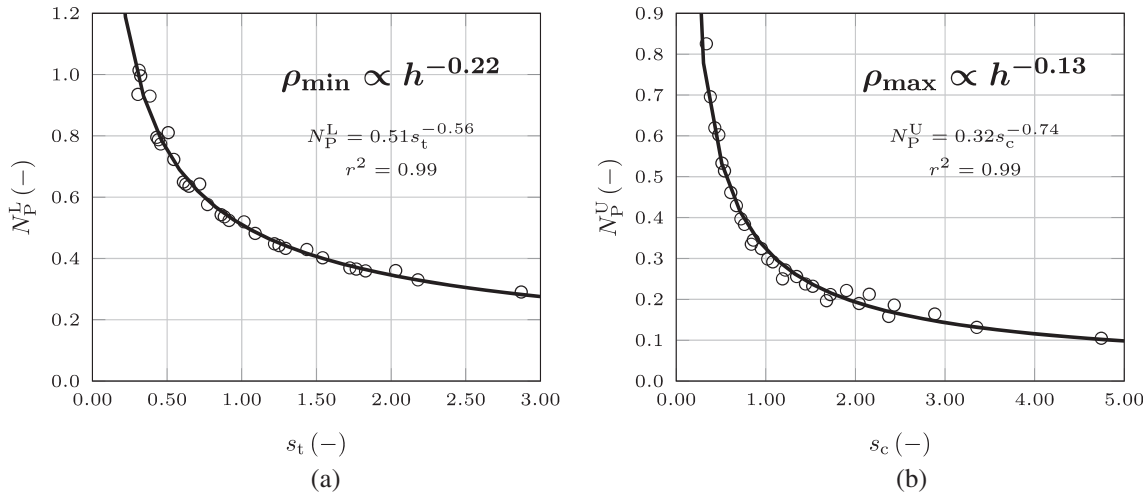 1.2
1.0
0.8
0.6
0.4
0.2
0.0
N_P^L (−)
ρ_min ∝ h^−0.22
N_P^L = 0.51s_t^−0.56
r² = 0.99
0.00 0.50 1.00 1.50 2.00 2.50 3.00
s_t (−)
(a)
0.9
0.8
0.7
0.6
0.5
0.4
0.3
0.2
0.1
0.0
N_P^U (−)
ρ_max ∝ h^−0.13
N_P^U = 0.32s_c^−0.74
r² = 0.99
0.00 1.00 2.00 3.00 4.00 5.00
s_c (−)
(b)